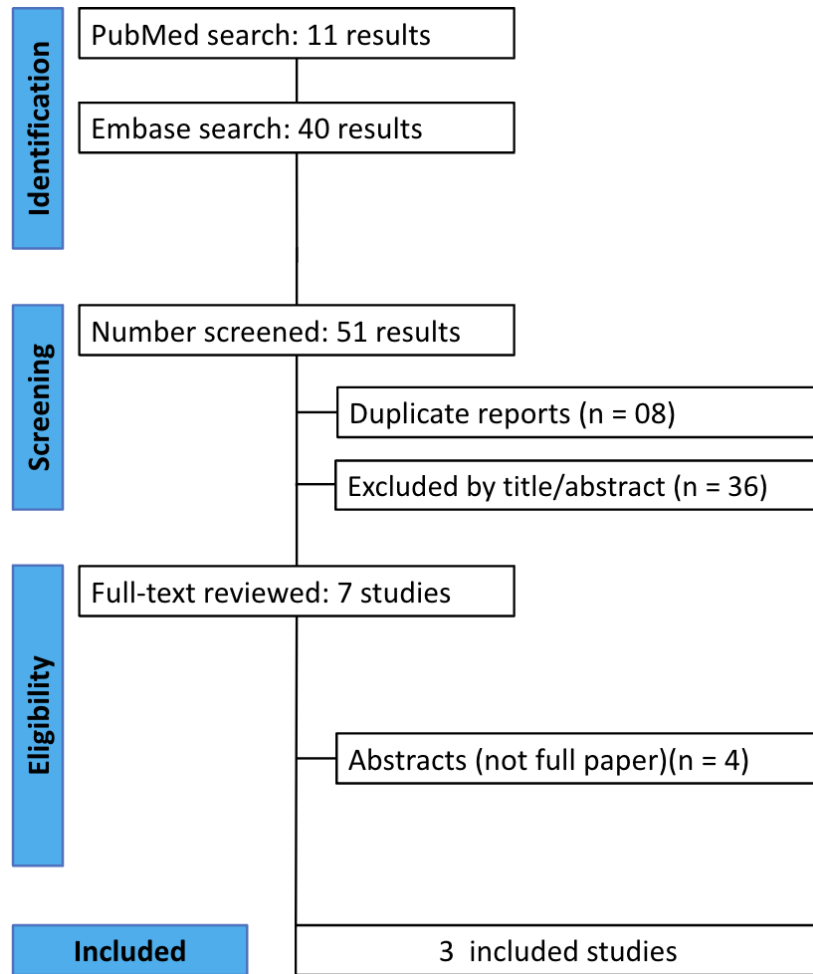 Identification
PubMed search: 11 results
Embase search: 40 results
Screening
Number screened: 51 results
Duplicate reports (n = 08)
Excluded by title/abstract (n = 36)
Eligibility
Full-text reviewed: 7 studies
Abstracts (not full paper)(n = 4)
Included
3 included studies